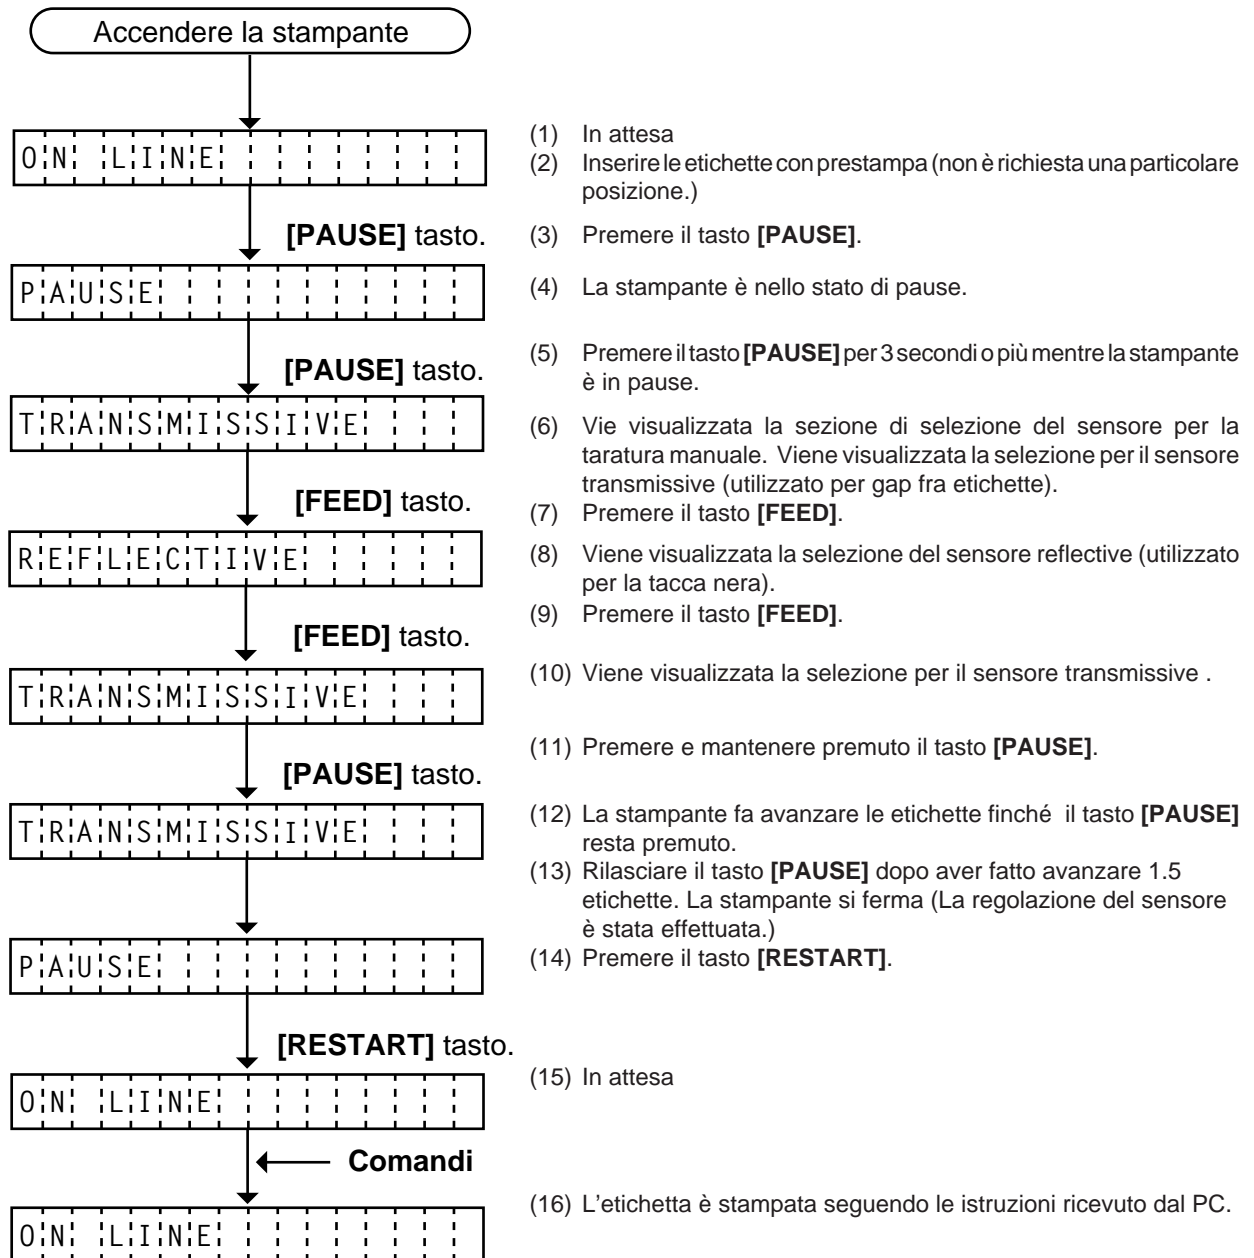 Accendere la stampante
ON LINE
(1) In attesa
(2) Inserire le etichette con prestampa (non è richiesta una particolare
posizione.)
[PAUSE] tasto.
(3) Premere il tasto [PAUSE].
PAUSE
(4) La stampante è nello stato di pause.
[PAUSE] tasto.
(5) Premere il tasto [PAUSE] per 3 secondi o più mentre la stampante
è in pause.
TRANSMISSIVE
(6) Vie visualizzata la sezione di selezione del sensore per la
taratura manuale. Viene visualizzata la selezione per il sensore
transmissive (utilizzato per gap fra etichette).
[FEED] tasto.
(7) Premere il tasto [FEED].
REFLECTIVE
(8) Viene visualizzata la selezione del sensore reflective (utilizzato
per la tacca nera).
(9) Premere il tasto [FEED].
[FEED] tasto.
TRANSMISSIVE
(10) Viene visualizzata la selezione per il sensore transmissive .
(11) Premere e mantenere premuto il tasto [PAUSE].
[PAUSE] tasto.
TRANSMISSIVE
(12) La stampante fa avanzare le etichette finché il tasto [PAUSE]
resta premuto.
(13) Rilasciare il tasto [PAUSE] dopo aver fatto avanzare 1.5
etichette. La stampante si ferma (La regolazione del sensore
è stata effettuata.)
PAUSE
(14) Premere il tasto [RESTART].
[RESTART] tasto.
ON LINE
(15) In attesa
Comandi
ON LINE
(16) L'etichetta è stampata seguendo le istruzioni ricevuto dal PC.